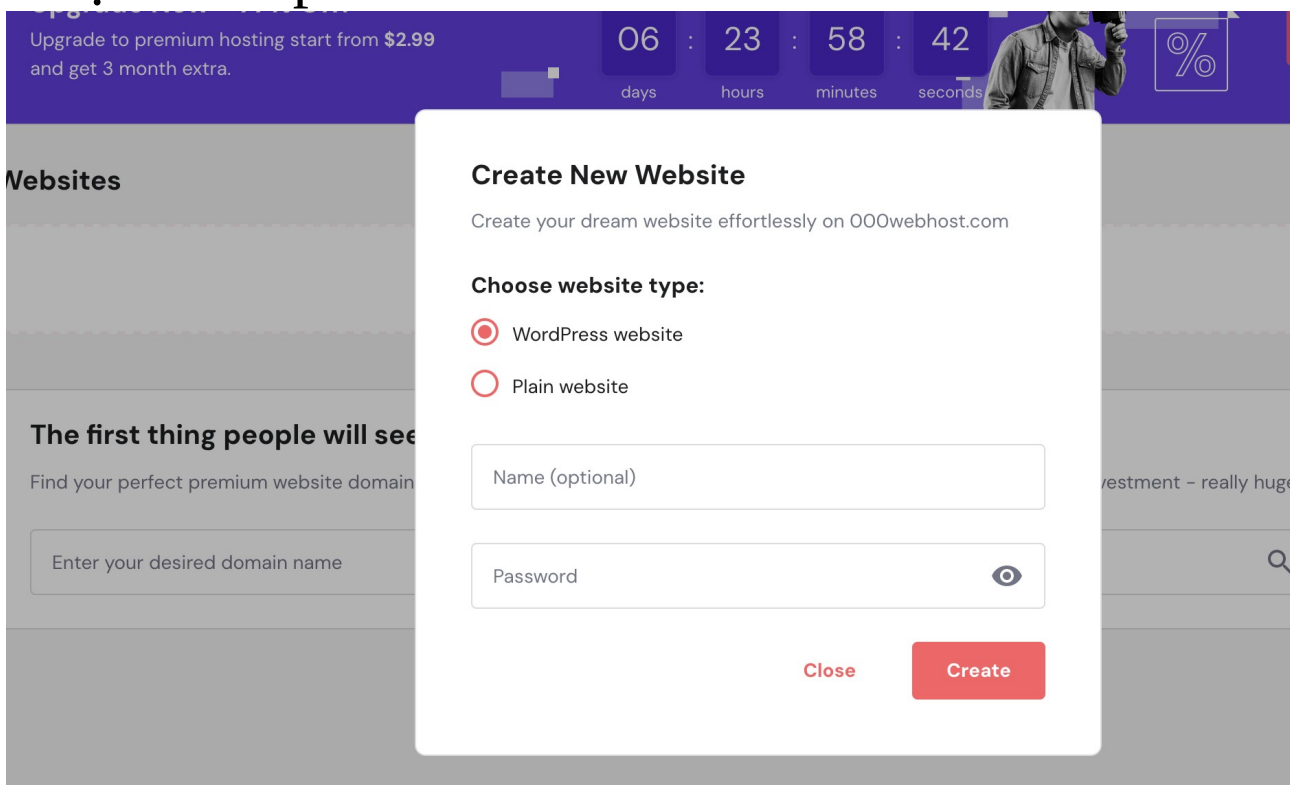 Upgrade to premium hosting start from $2.99
and get 3 month extra.
06 : 23 : 58 : 42
days hours minutes seconds
%
Websites
Create New Website
Create your dream website effortlessly on 000webhost.com
Choose website type:
WordPress website
Plain website
The first thing people will see
Find your perfect premium website domain
Name (optional)
vestment - really huge
Enter your desired domain name
Password
Close
Create